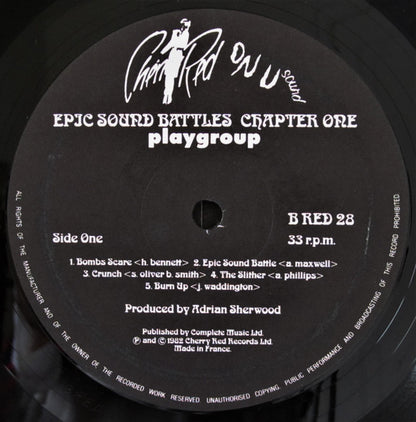 Cherry Red ON U sound
EPIC SOUND BATTLES CHAPTER ONE
playgroup
B RED 28
Side One
33 r.p.m.
1. Bombs Scare <h. bennett> 2. Epic Sound Battle <a. maxwell>
3. Crunch <s. oliver b. smith> 4. The Slither <a. phillips>
5. Burn Up <j. waddington>
Produced by Adrian Sherwood
Published by Complete Music Ltd.
Ⓟ and © 1982 Cherry Red Records Ltd.
Made in France.
ALL RIGHTS OF THE MANUFACTURER AND OF THE OWNER OF THE RECORDED WORK RESERVED UNAUTHORISED COPYING PUBLIC PERFORMANCE AND BROADCASTING OF THIS RECORD PROHIBITED